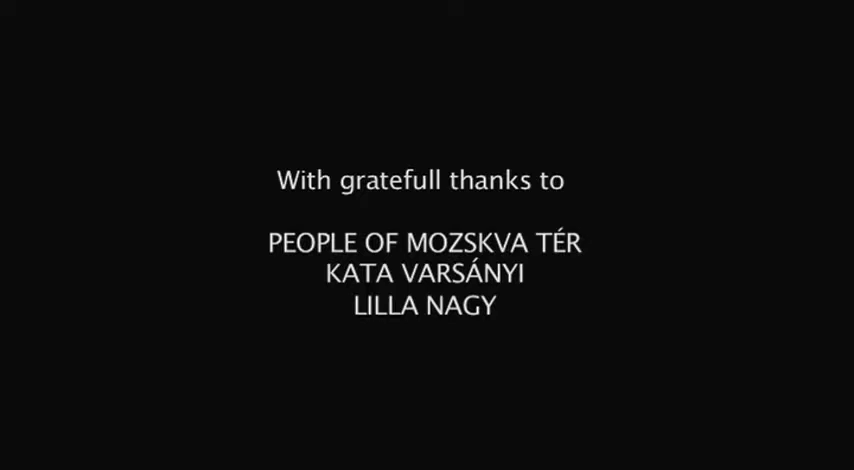 With gratefull thanks to
PEOPLE OF MOZSKVA TÉR
KATA VARSÁNYI
LILLA NAGY